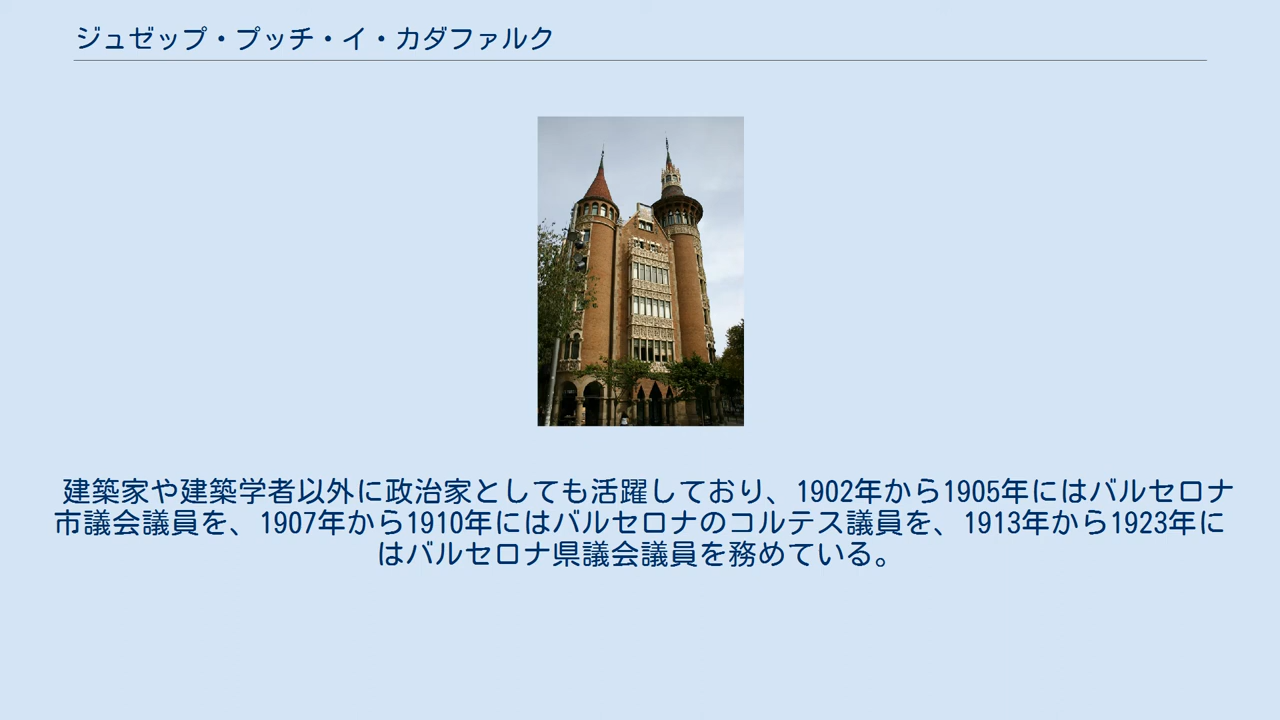 ジュゼップ・プッチ・イ・カダファルク
建築家や建築学者以外に政治家としても活躍しており、1902年から1905年にはバルセロナ
市議会議員を、1907年から1910年にはバルセロナのコルテス議員を、1913年から1923年に
はバルセロナ県議会議員を務めている。